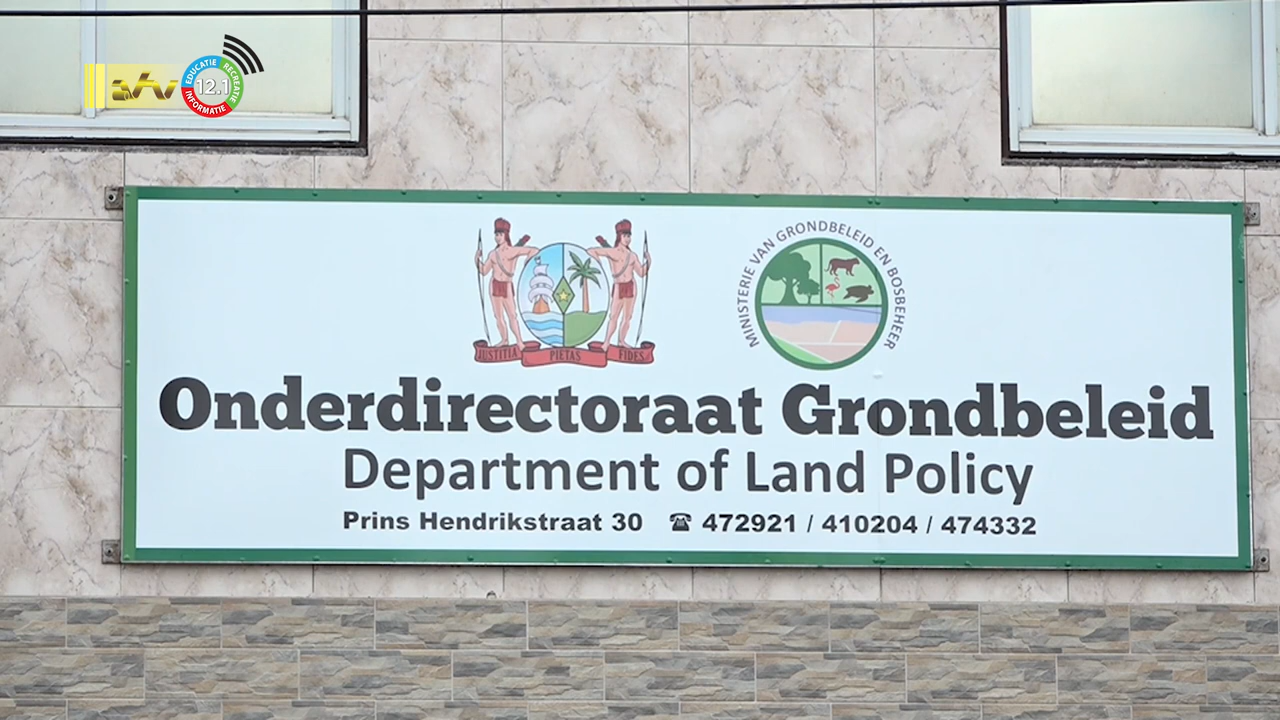 EDUCATIE RECREATIE INFORMATIE
12.1
MINISTERIE VAN GRONDBELEID EN BOSBEHEER
JUSTITIA PIETAS FIDES
Onderdirectoraat Grondbeleid
Department of Land Policy
Prins Hendrikstraat 30 ☎ 472921 / 410204 / 474332